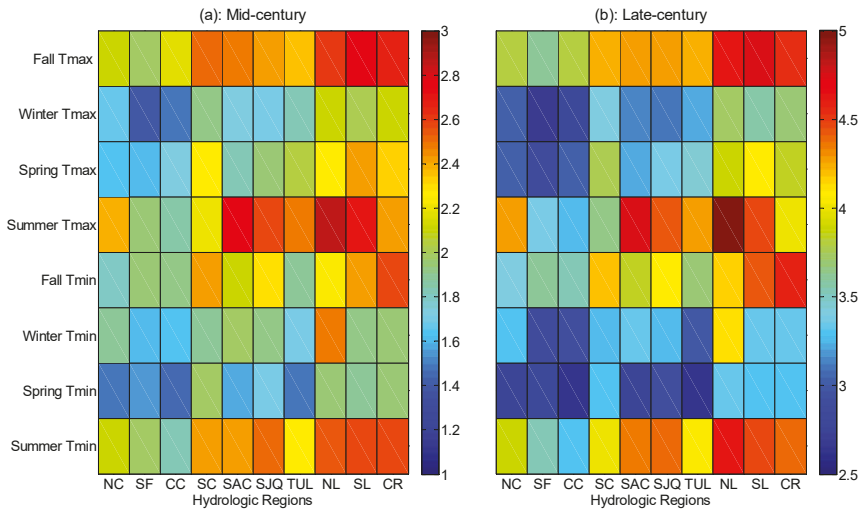 (a): Mid-century
(b): Late-century
Fall Tmax
Winter Tmax
Spring Tmax
Summer Tmax
Fall Tmin
Winter Tmin
Spring Tmin
Summer Tmin
3
2.8
2.6
2.4
2.2
2
1.8
1.6
1.4
1.2
1
5
4.5
4
3.5
3
2.5
NC SF CC SC SAC SJQ TUL NL SL CR
Hydrologic Regions
NC SF CC SC SAC SJQ TUL NL SL CR
Hydrologic Regions